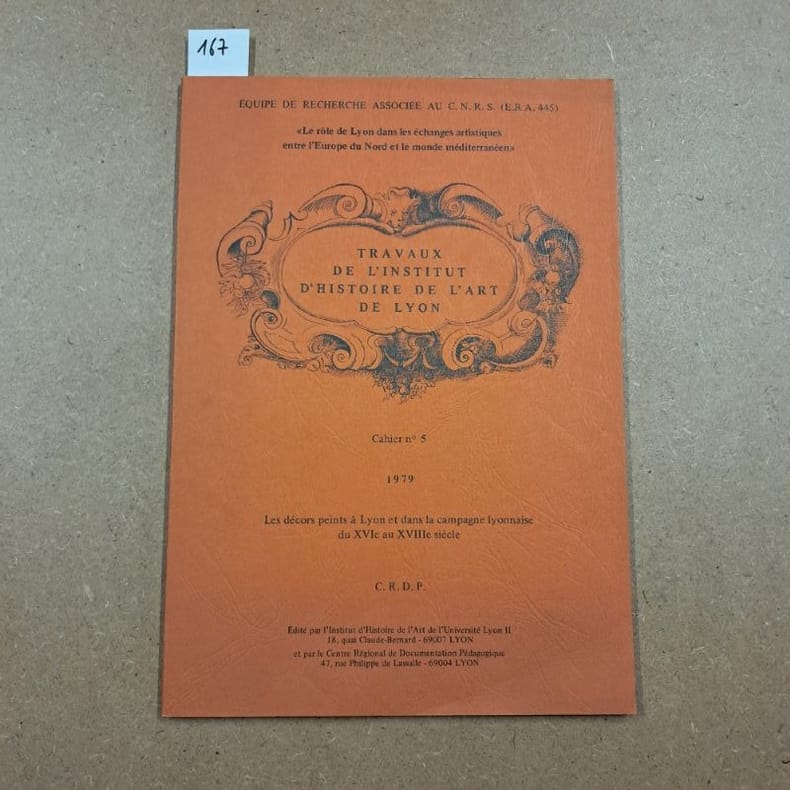 167
EQUIPE DE RECHERCHE ASSOCIEE AU C. N. R. S. (E.R.A. 445)
«Le rôle de Lyon dans les échanges artistiques
entre l'Europe du Nord et le monde méditerranéen»
TRAVAUX
DE L'INSTITUT
D'HISTOIRE DE L'ART
DE LYON
Cahier n° 5
1979
Les décors peints à Lyon et dans la campagne lyonnaise
du XVIe au XVIIIe siècle
C. R. D. P.
Édité par l'Institut d'Histoire de l'Art de l'Université Lyon II
18, quai Claude-Bernard - 69007 LYON
et par le Centre Régional de Documentation Pédagogique
47, rue Philippe de Lassalle - 69004 LYON